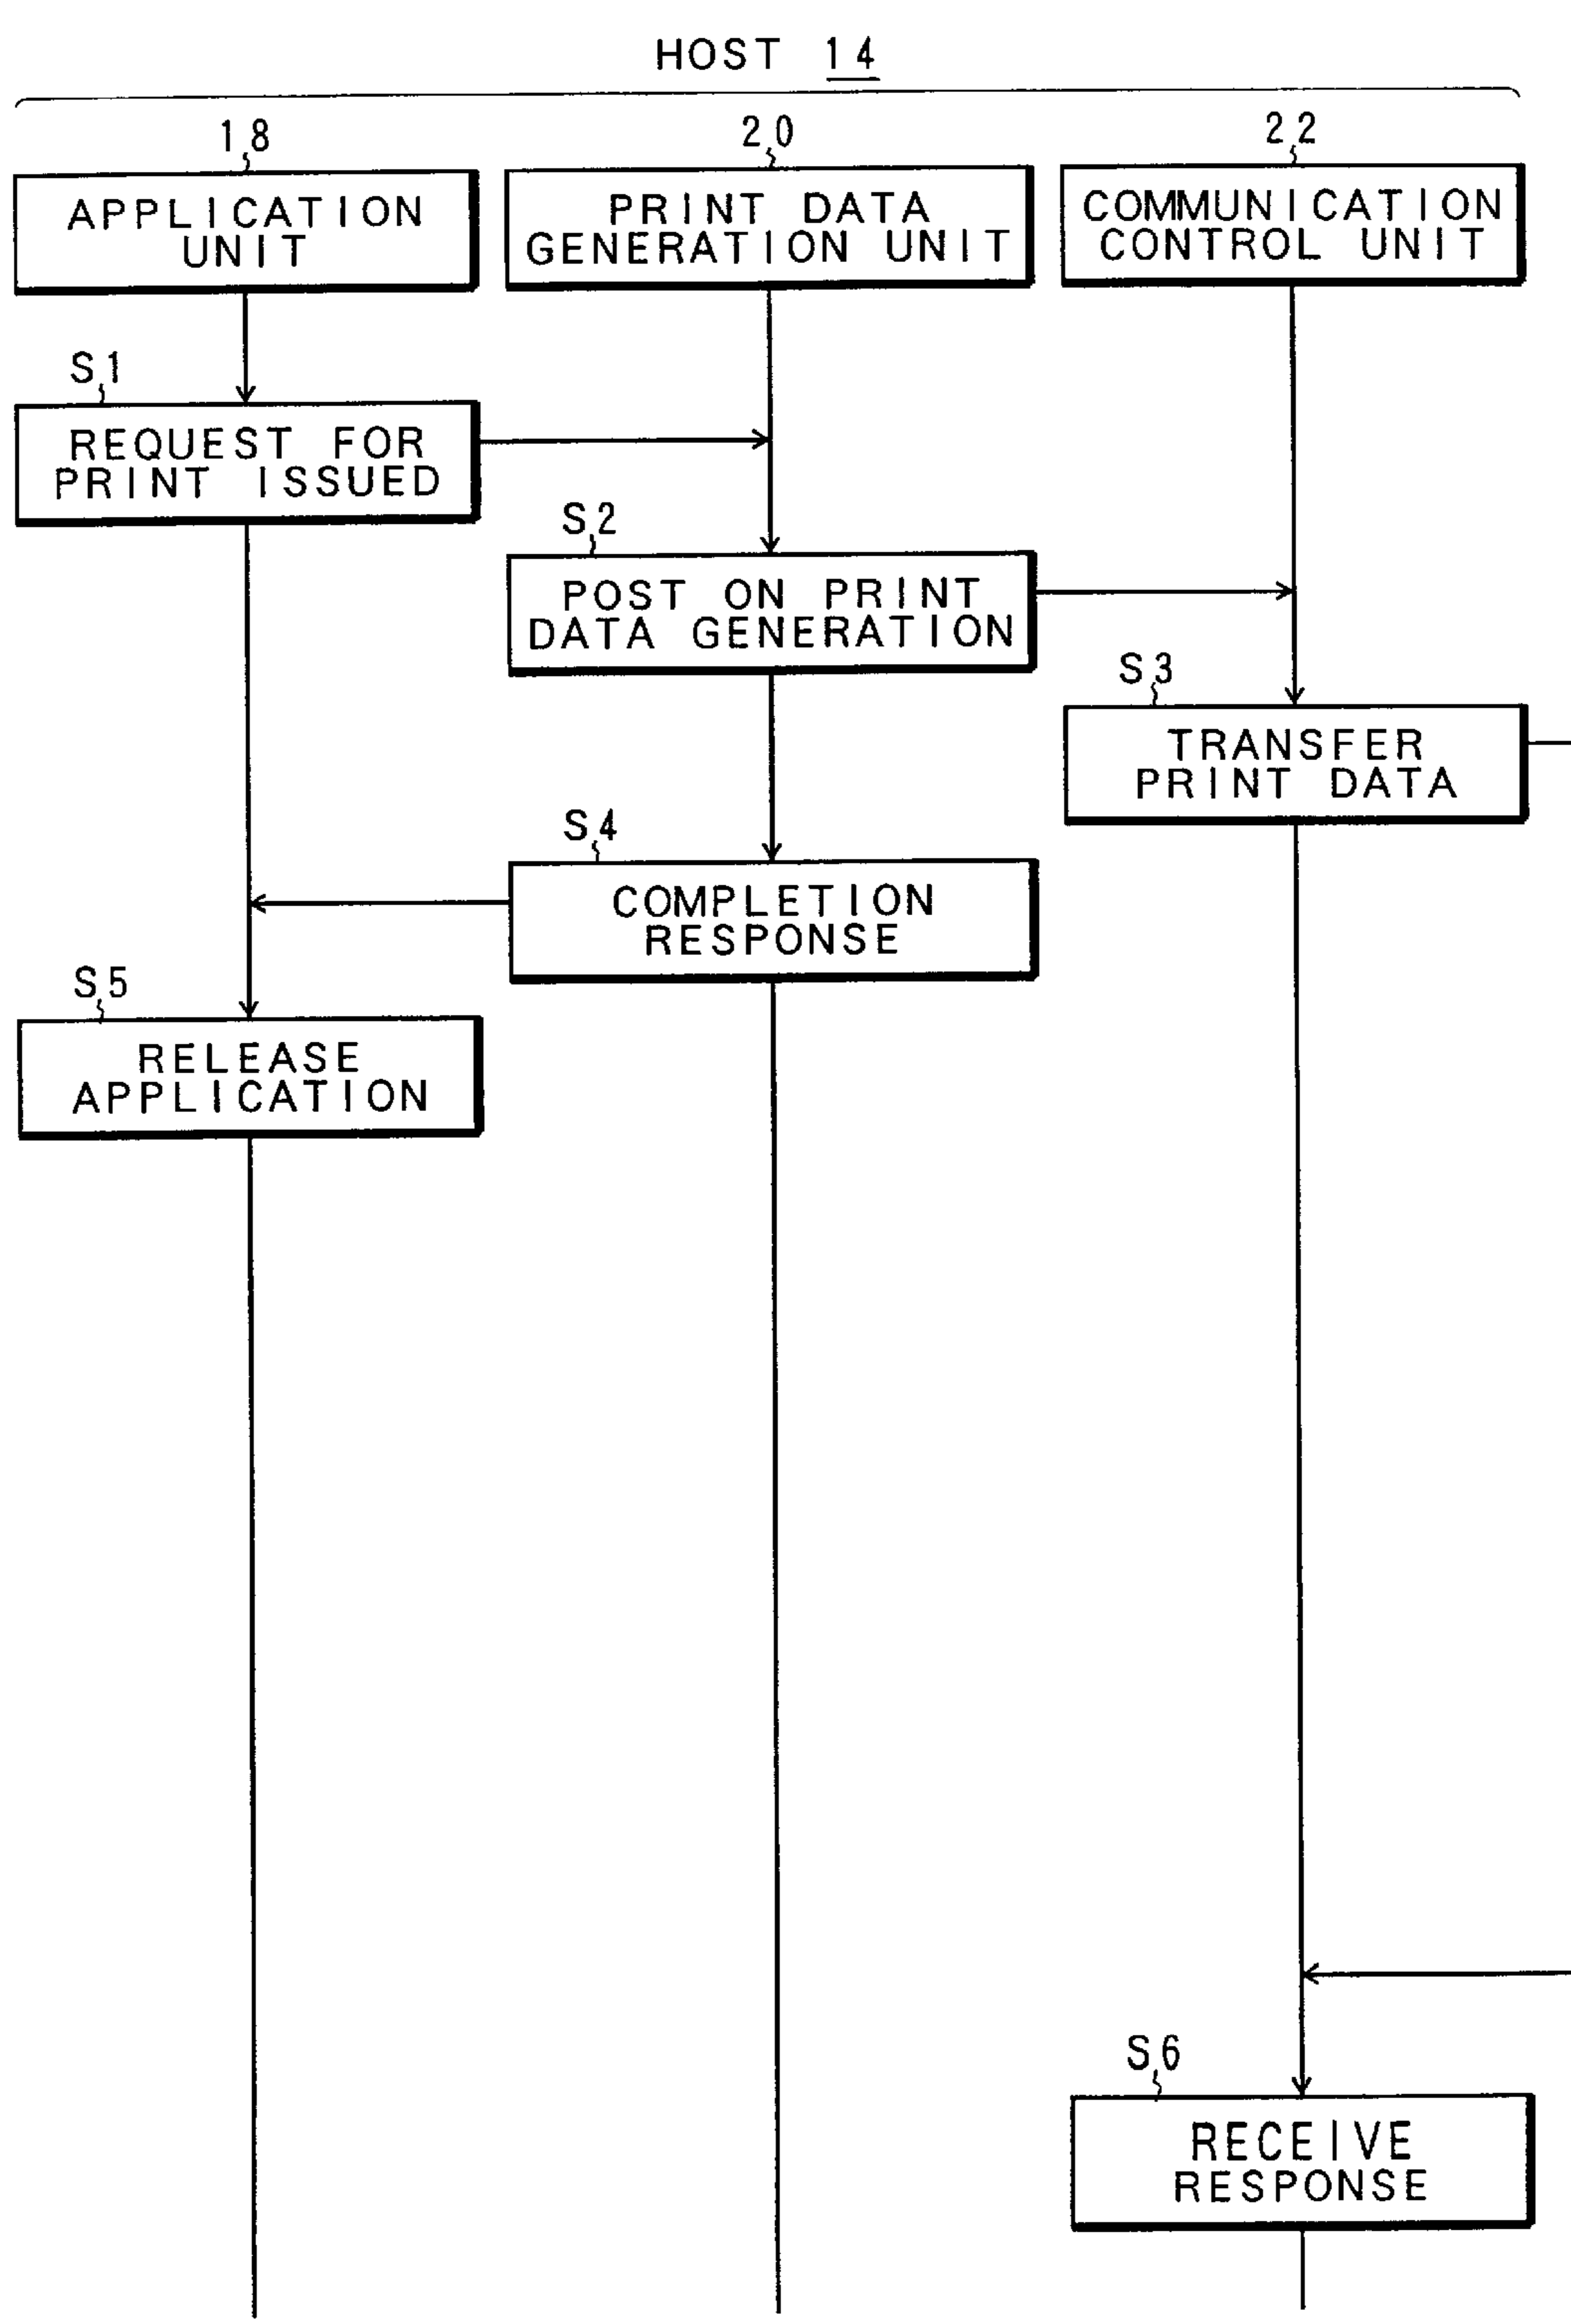 HOST 14
18
20
22
APPLICATION
UNIT
PRINT DATA
GENERATION UNIT
COMMUNICATION
CONTROL UNIT
S1
REQUEST FOR
PRINT ISSUED
S2
POST ON PRINT
DATA GENERATION
S3
TRANSFER
PRINT DATA
S4
COMPLETION
RESPONSE
S5
RELEASE
APPLICATION
S6
RECEIVE
RESPONSE